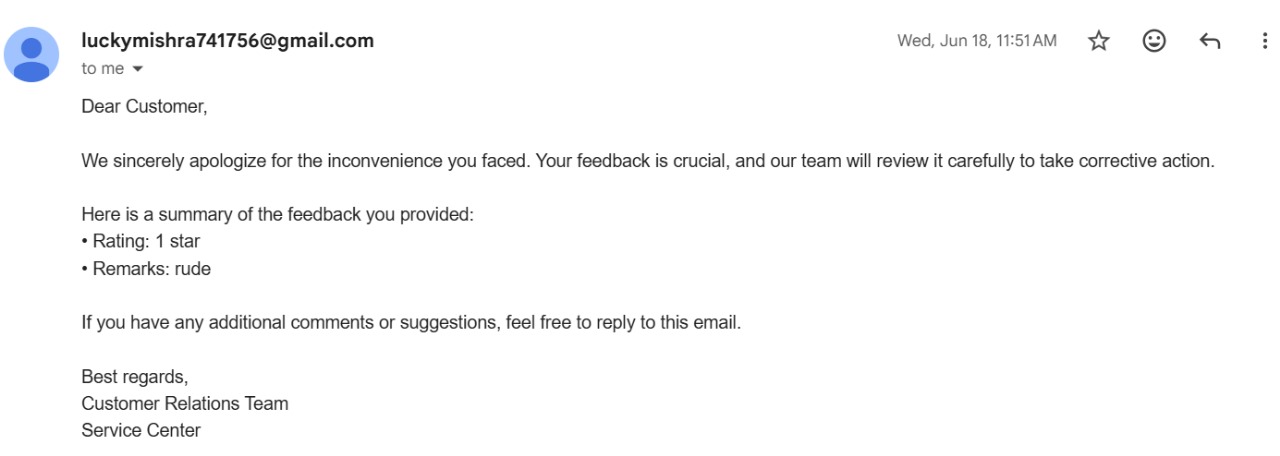 luckymishra741756@gmail.com
Wed, Jun 18, 11:51 AM
to me
Dear Customer,
We sincerely apologize for the inconvenience you faced. Your feedback is crucial, and our team will review it carefully to take corrective action.
Here is a summary of the feedback you provided:
• Rating: 1 star
• Remarks: rude
If you have any additional comments or suggestions, feel free to reply to this email.
Best regards,
Customer Relations Team
Service Center